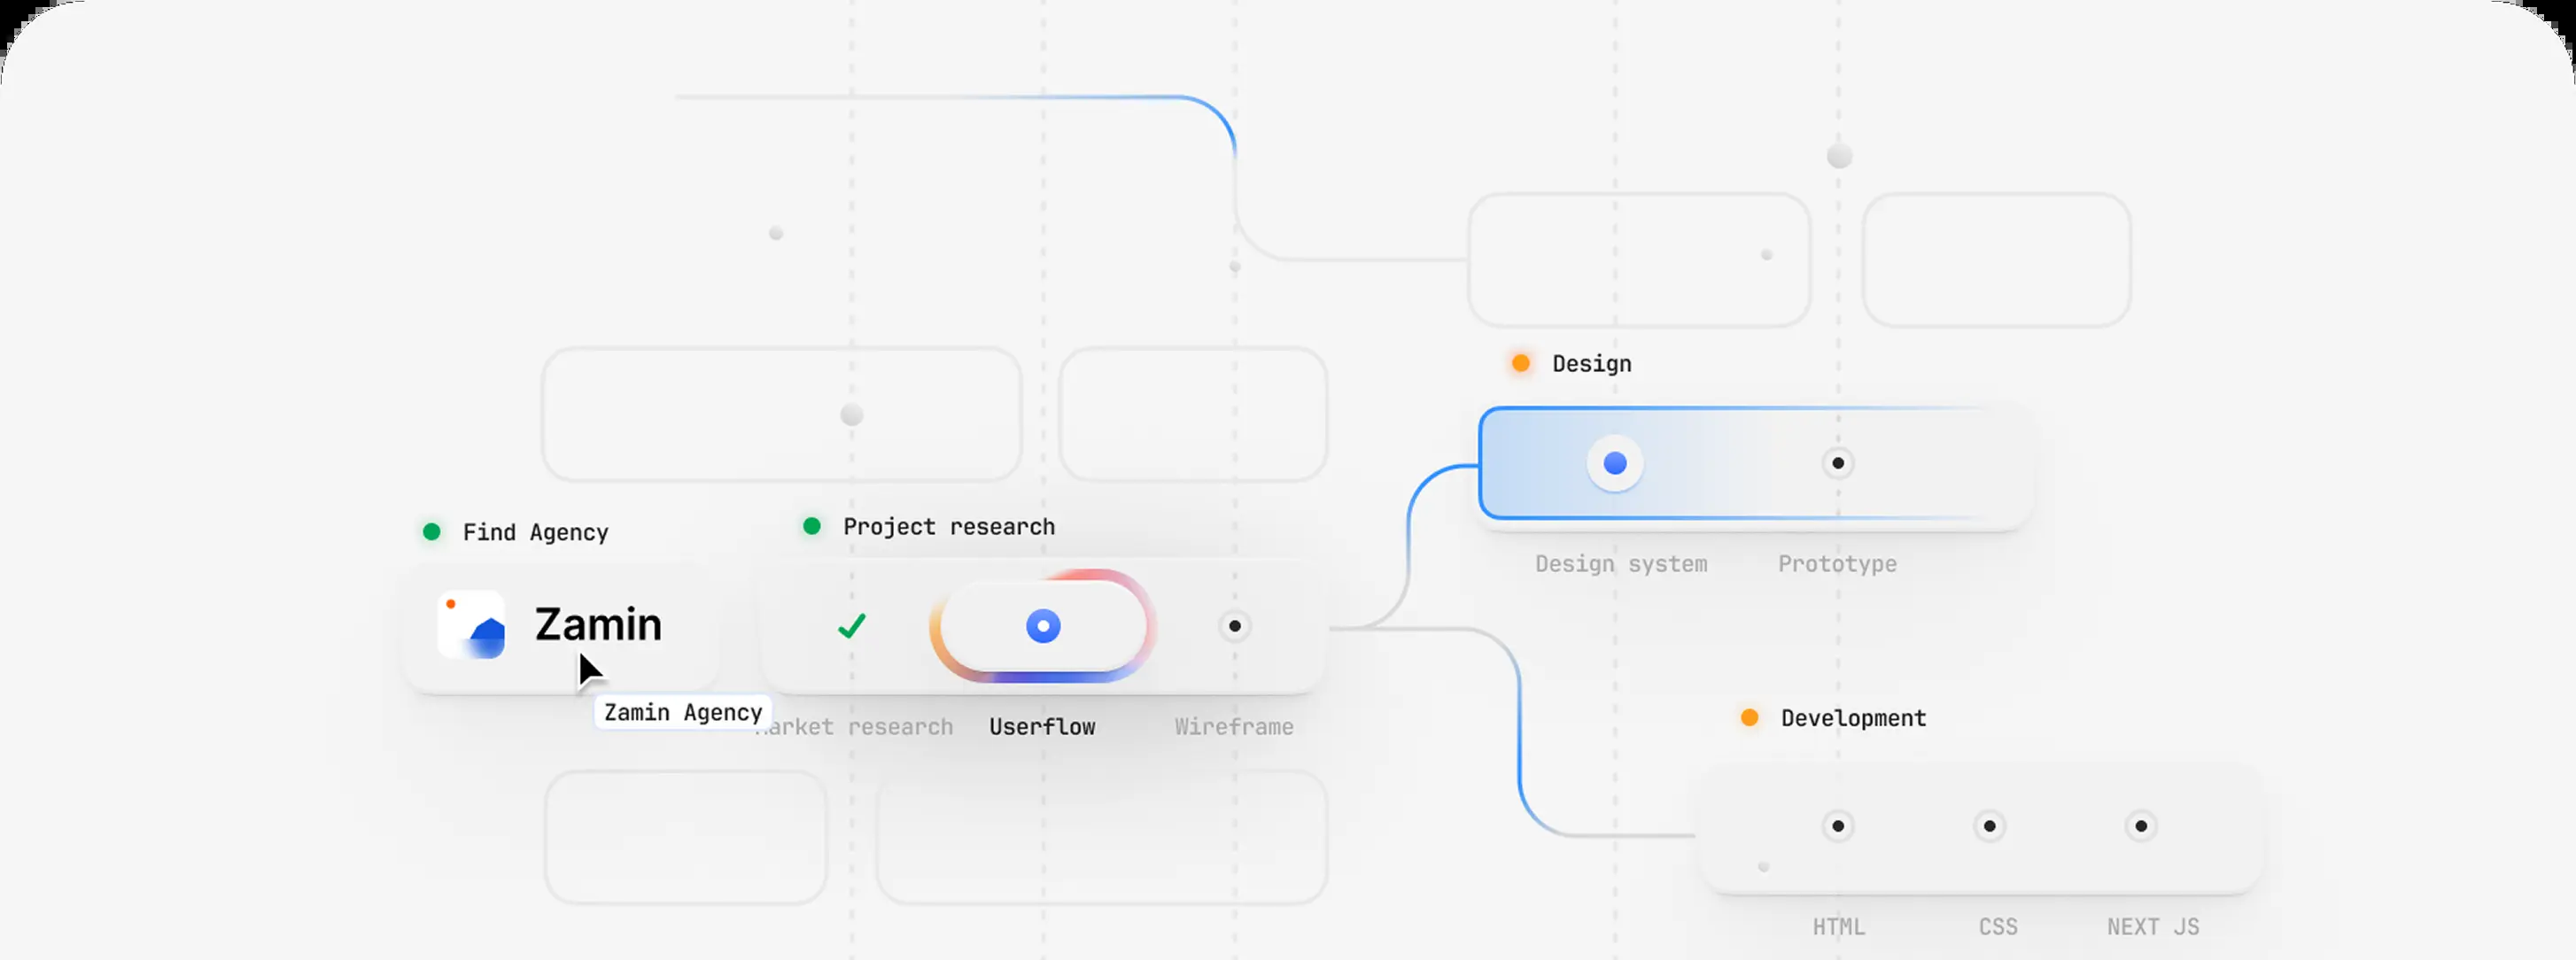 Design
Find Agency
Project research
Design system
Prototype
Zamin
Zamin Agency
arket research
Userflow
Wireframe
Development
HTML
CSS
NEXT JS